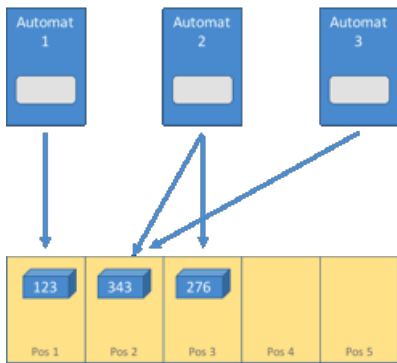 Automat
1
Automat
2
Automat
3
123
343
276
Pos 1
Pos 2
Pos 3
Pos 4
Pos 5